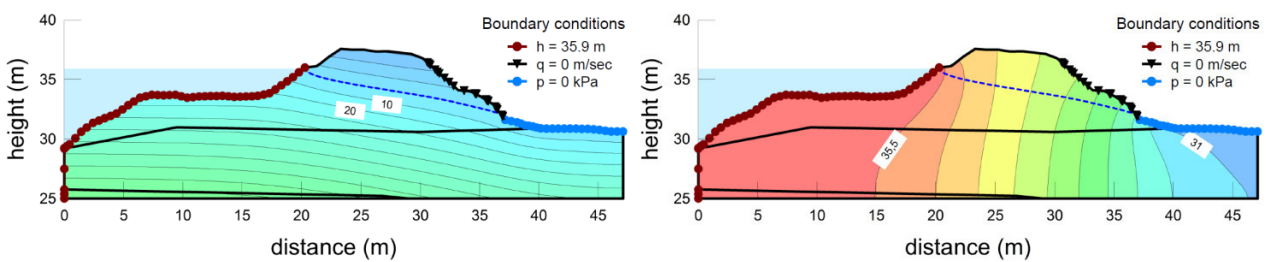 40
35
30
25
height (m)
Boundary conditions
h = 35.9 m
q = 0 m/sec
p = 0 kPa
20
10
0
5
10
15
20
25
30
35
40
45
distance (m)
40
35
30
25
height (m)
Boundary conditions
h = 35.9 m
q = 0 m/sec
p = 0 kPa
35.5
31
0
5
10
15
20
25
30
35
40
45
distance (m)